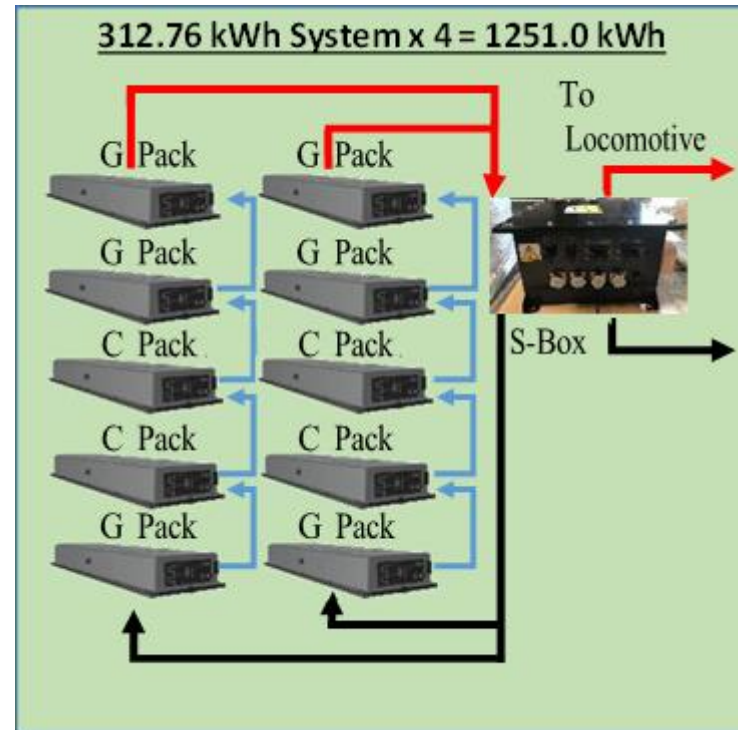 312.76 kWh System x 4 = 1251.0 kWh
To
Locomotive
G Pack G Pack
G Pack G Pack
C Pack C Pack
S-Box
C Pack C Pack
G Pack G Pack